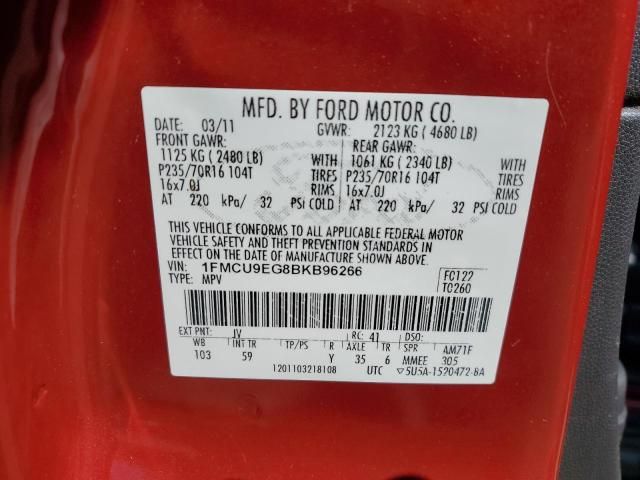 MFD. BY FORD MOTOR CO.
DATE: 03/11 GVWR: 2123 KG ( 4680 LB)
FRONT GAWR: REAR GAWR:
1125 KG ( 2480 LB) WITH 1061 KG ( 2340 LB) WITH
P235/70R16 104T TIRES P235/70R16 104T TIRES
16x7.0J RIMS 16x7.0J RIMS
AT 220 kPa/ 32 PSI COLD AT 220 kPa/ 32 PSI COLD
THIS VEHICLE CONFORMS TO ALL APPLICABLE FEDERAL MOTOR
VEHICLE SAFETY AND THEFT PREVENTION STANDARDS IN
EFFECT ON THE DATE OF MANUFACTURE SHOWN ABOVE.
VIN: 1FMCU9EG8BKB96266 FC122
TYPE: MPV TC260
EXT PNT: JV RC: 41 DSO:
WB INT TR TP/PS R AXLE TR SPR AM71F
103 59 Y 35 6 MMEE 305
1201103218108 UTC ▽5U5A-1520472-BA